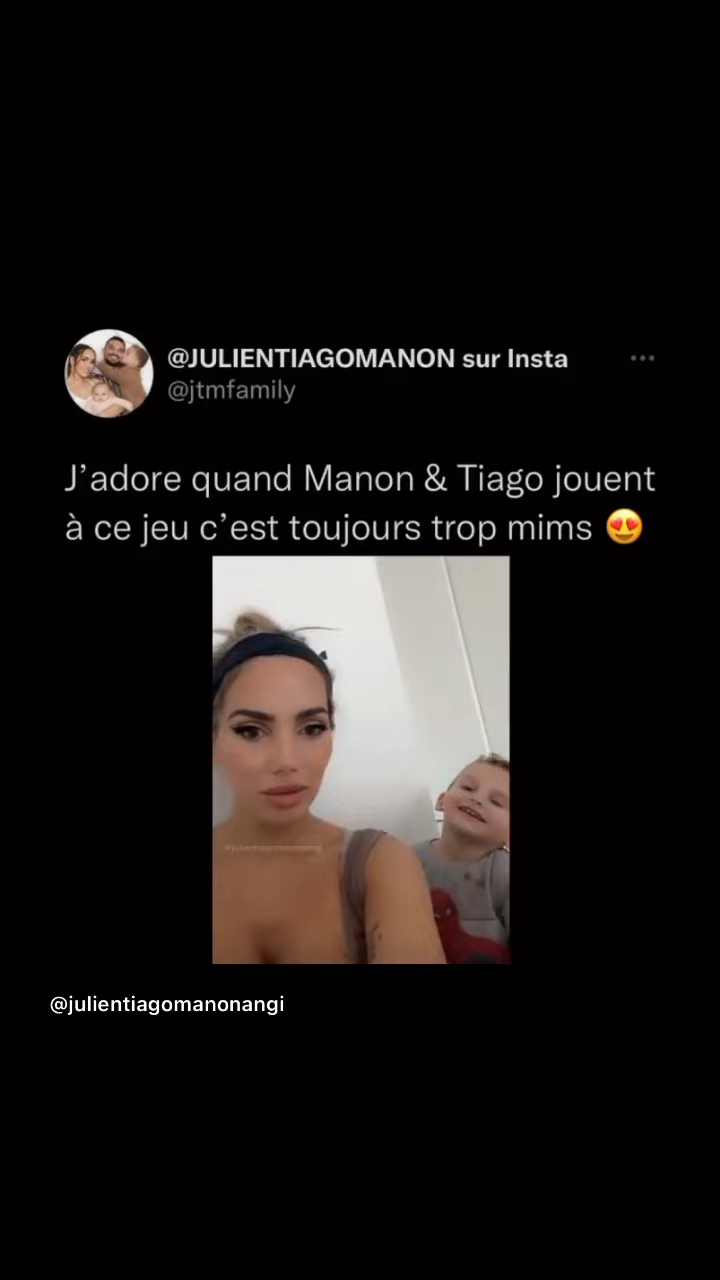 @JULIENTIAGOMANON sur Insta
@jtmfamily
J’adore quand Manon & Tiago jouent
à ce jeu c’est toujours trop mims 😍
@julientiagomanonangi